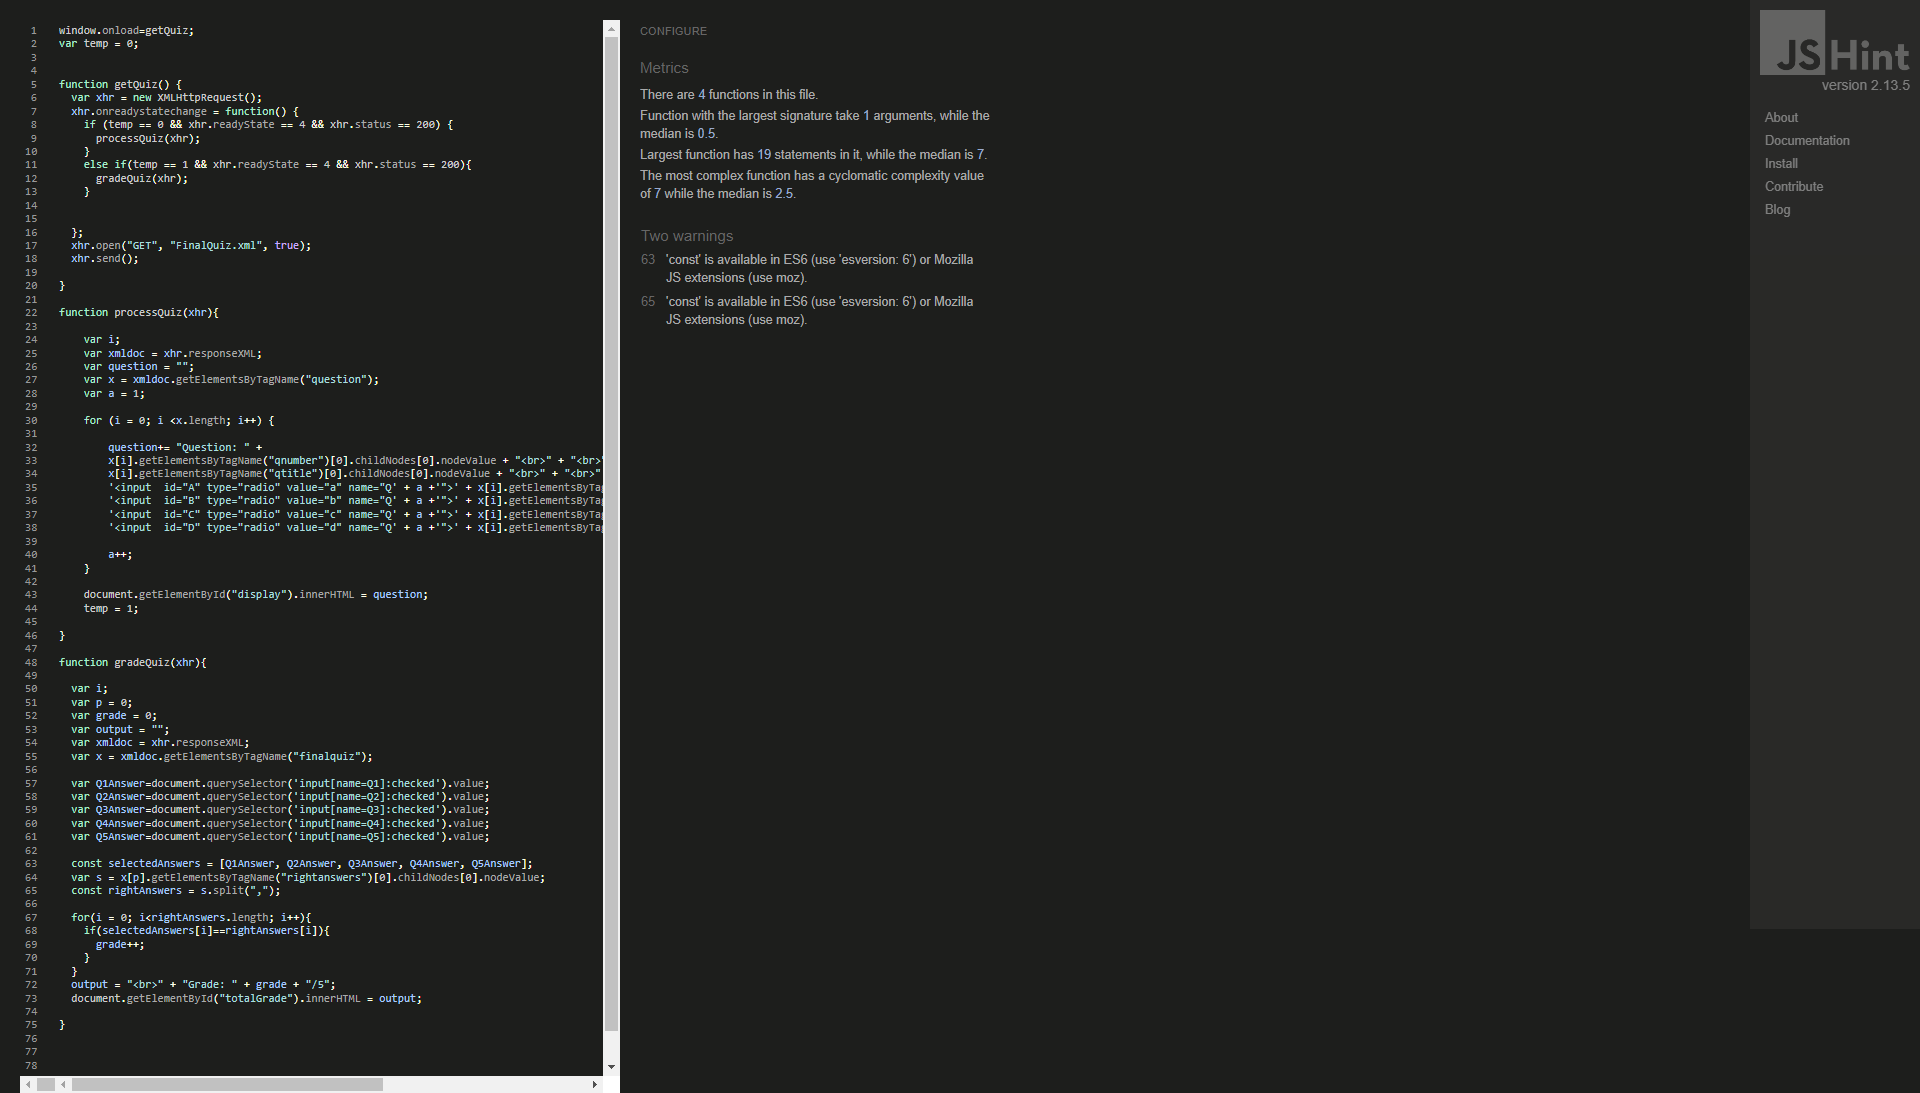 1 window.onload=getQuiz;
2 var temp = 0;
3
4
5 function getQuiz() {
6 var xhr = new XMLHttpRequest();
7 xhr.onreadystatechange = function() {
8 if (temp == 0 && xhr.readyState == 4 && xhr.status == 200) {
9 processQuiz(xhr);
10 }
11 else if(temp == 1 && xhr.readyState == 4 && xhr.status == 200){
12 gradeQuiz(xhr);
13 }
14
15
16 };
17 xhr.open("GET", "FinalQuiz.xml", true);
18 xhr.send();
19
20 }
21
22 function processQuiz(xhr){
23
24 var i;
25 var xmldoc = xhr.responseXML;
26 var question = "";
27 var x = xmldoc.getElementsByTagName("question");
28 var a = 1;
29
30 for (i = 0; i <x.length; i++) {
31
32 question+= "Question: " +
33 x[i].getElementsByTagName("qnumber")[0].childNodes[0].nodeValue + "<br>" + "<br>"
34 x[i].getElementsByTagName("qtitle")[0].childNodes[0].nodeValue + "<br>" + "<br>"
35 '<input  id="A" type="radio" value="a" name="Q' + a +'">' + x[i].getElementsByTag
36 '<input  id="B" type="radio" value="b" name="Q' + a +'">' + x[i].getElementsByTag
37 '<input  id="C" type="radio" value="c" name="Q' + a +'">' + x[i].getElementsByTag
38 '<input  id="D" type="radio" value="d" name="Q' + a +'">' + x[i].getElementsByTag
39
40 a++;
41 }
42
43 document.getElementById("display").innerHTML = question;
44 temp = 1;
45
46 }
47
48 function gradeQuiz(xhr){
49
50 var i;
51 var p = 0;
52 var grade = 0;
53 var output = "";
54 var xmldoc = xhr.responseXML;
55 var x = xmldoc.getElementsByTagName("finalquiz");
56
57 var Q1Answer=document.querySelector('input[name=Q1]:checked').value;
58 var Q2Answer=document.querySelector('input[name=Q2]:checked').value;
59 var Q3Answer=document.querySelector('input[name=Q3]:checked').value;
60 var Q4Answer=document.querySelector('input[name=Q4]:checked').value;
61 var Q5Answer=document.querySelector('input[name=Q5]:checked').value;
62
63 const selectedAnswers = [Q1Answer, Q2Answer, Q3Answer, Q4Answer, Q5Answer];
64 var s = x[p].getElementsByTagName("rightanswers")[0].childNodes[0].nodeValue;
65 const rightAnswers = s.split(",");
66
67 for(i = 0; i<rightAnswers.length; i++){
68 if(selectedAnswers[i]==rightAnswers[i]){
69 grade++;
70 }
71 }
72 output = "<br>" + "Grade: " + grade + "/5";
73 document.getElementById("totalGrade").innerHTML = output;
74
75 }
76
77
78
CONFIGURE
Metrics
There are 4 functions in this file.
Function with the largest signature take 1 arguments, while the
median is 0.5.
Largest function has 19 statements in it, while the median is 7.
The most complex function has a cyclomatic complexity value
of 7 while the median is 2.5.
Two warnings
63 'const' is available in ES6 (use 'esversion: 6') or Mozilla
JS extensions (use moz).
65 'const' is available in ES6 (use 'esversion: 6') or Mozilla
JS extensions (use moz).
JSHint
version 2.13.5
About
Documentation
Install
Contribute
Blog